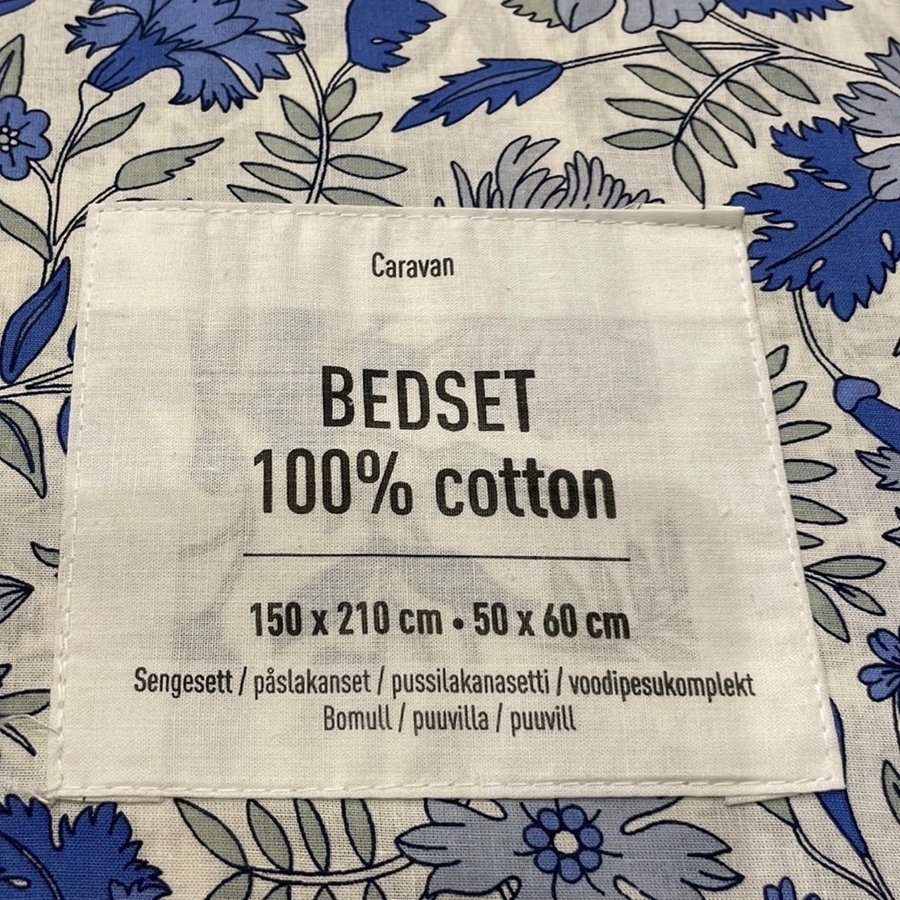 Caravan
BEDSET
100% cotton
150 x 210 cm • 50 x 60 cm
Sengesett / påslakanset / pussilakanasetti / voodipesukomplekt
Bomull / puuvilla / puuvill